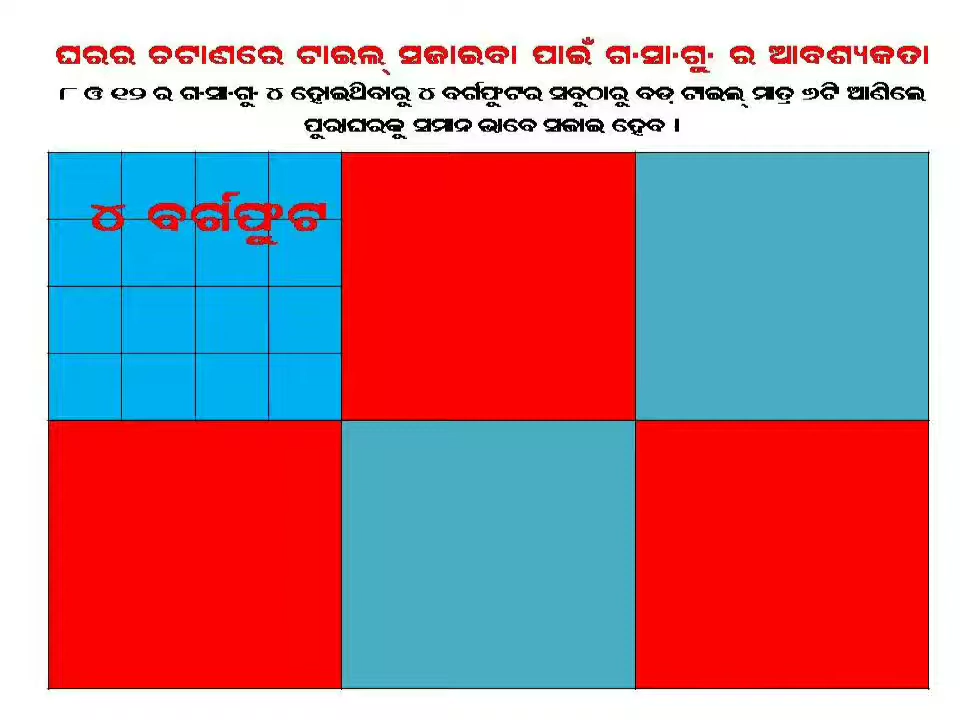 ଘରର ଚଟାଣରେ ଟାଇଲ୍ ସଜାଇବା ପାଇଁ ଗ.ସା.ଗୁ. ର ଆବଶ୍ୟକତା
୮ ଓ ୧୨ ର ଗ.ସା.ଗୁ. ୪ ହୋଇଥିବାରୁ ୪ ବର୍ଗଫୁଟର ସବୁଠାରୁ ବଡ଼ ଟାଇଲ୍ ମାତ୍ର ୬ଟି ଆଣିଲେ
ପୁରାଘରକୁ ସମାନ ଭାବେ ସଜାଇ ହେବ ।
୪ ବର୍ଗଫୁଟ